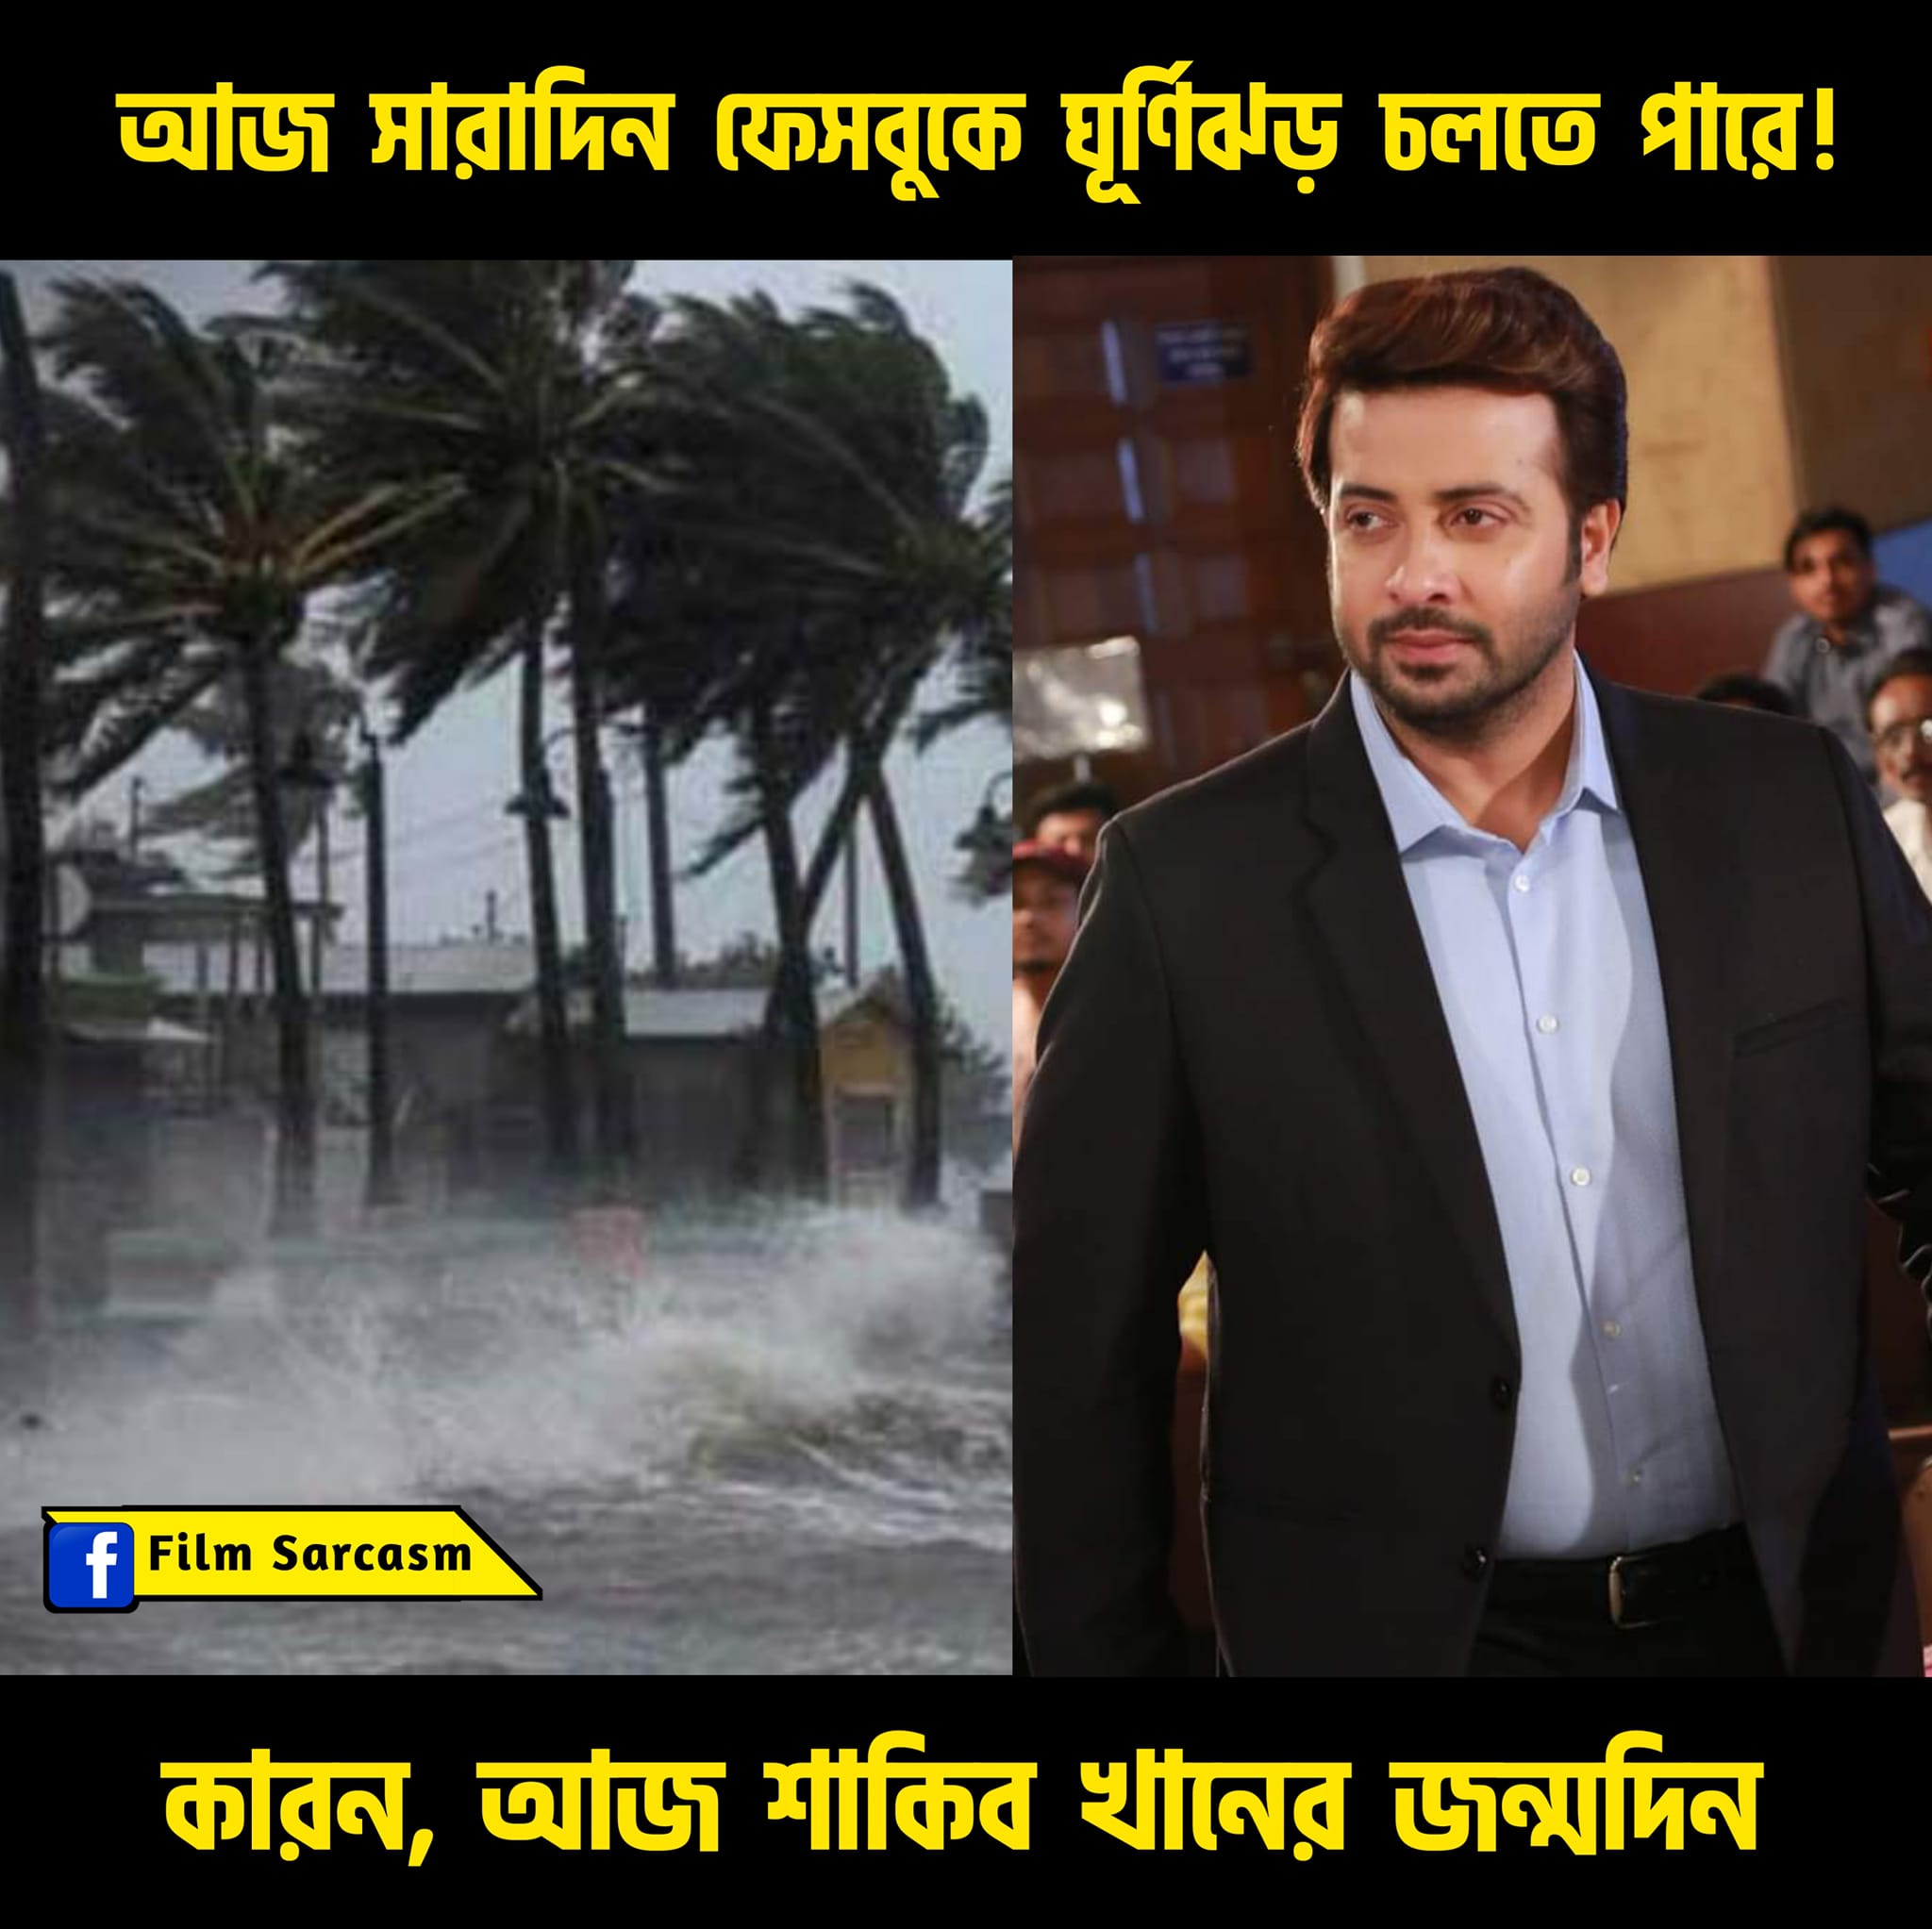 আজ সারাদিন ফেসবুকে ঘূর্ণিঝড় চলতে পারে!
f Film Sarcasm
কারন, আজ শাকিব খানের জন্মদিন